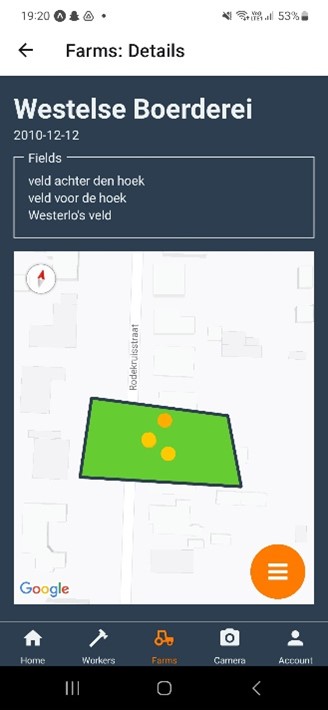 19:20
53%
Farms: Details
Westelse Boerderei
2010-12-12
Fields
veld achter den hoek
veld voor de hoek
Westerlo's veld
Rodekruisstraat
Google
Home Workers Farms Camera Account